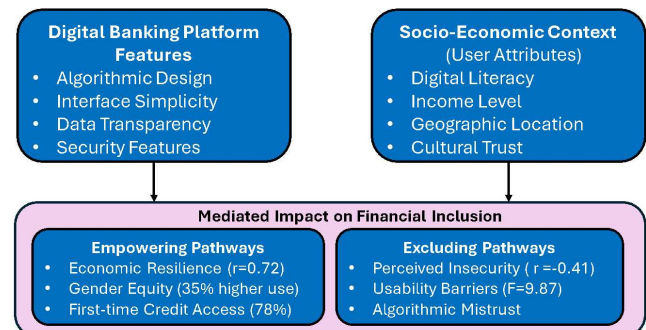 Digital Banking Platform
Features
• Algorithmic Design
• Interface Simplicity
• Data Transparency
• Security Features
Socio-Economic Context
(User Attributes)
• Digital Literacy
• Income Level
• Geographic Location
• Cultural Trust
Mediated Impact on Financial Inclusion
Empowering Pathways
• Economic Resilience (r=0.72)
• Gender Equity (35% higher use)
• First-time Credit Access (78%)
Excluding Pathways
• Perceived Insecurity ( r =-0.41)
• Usability Barriers (F=9.87)
• Algorithmic Mistrust